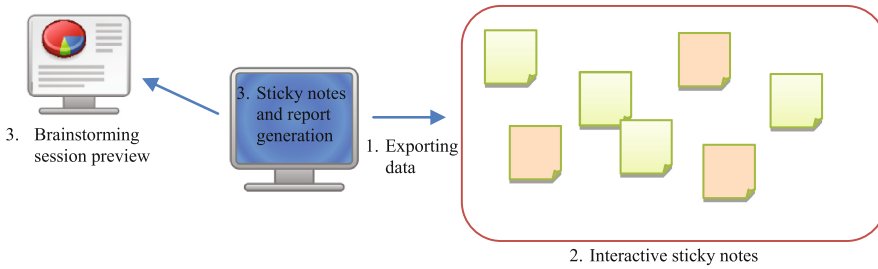 3. Brainstorming
session preview
3. Sticky notes
and report
generation
1. Exporting
data
2. Interactive sticky notes